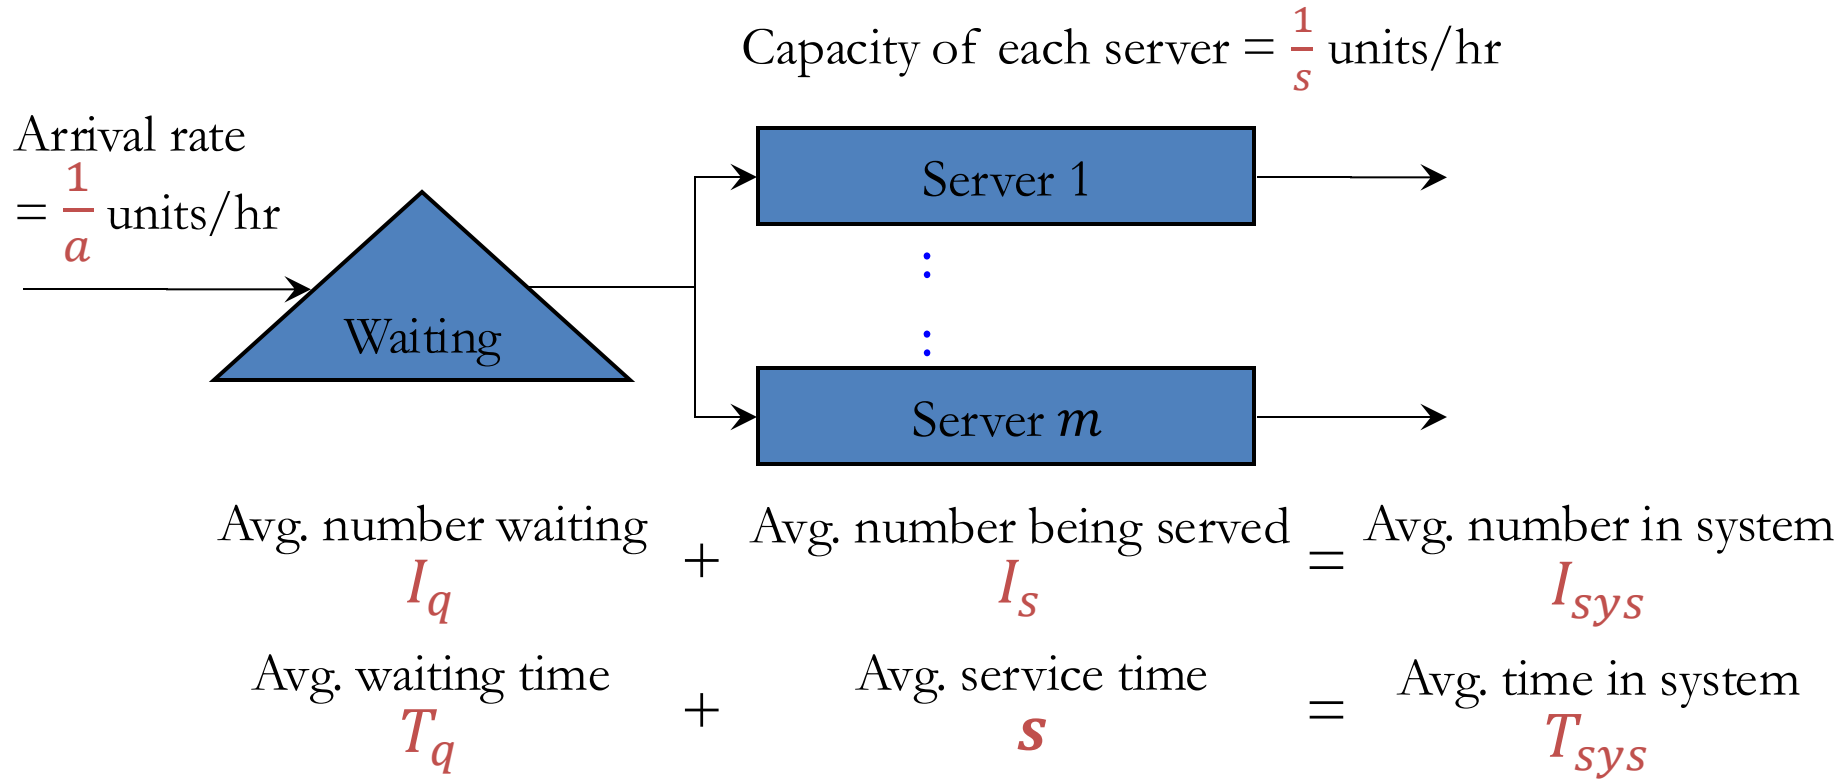 Capacity of each server = 1/s units/hr
Arrival rate
= 1/a units/hr
Server 1
Waiting
Server m
Avg. number waiting + Avg. number being served = Avg. number in system
I_q I_s I_sys
Avg. waiting time + Avg. service time = Avg. time in system
T_q s T_sys